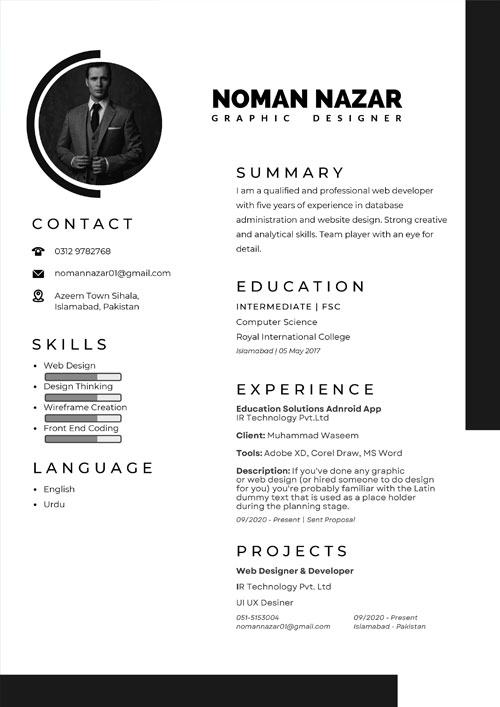 NOMAN NAZAR
GRAPHIC DESIGNER
CONTACT
0312 9782768
nomannazar01@gmail.com
Azeem Town Sihala,
Islamabad, Pakistan
SKILLS
• Web Design
• Design Thinking
• Wireframe Creation
• Front End Coding
LANGUAGE
• English
• Urdu
SUMMARY
I am a qualified and professional web developer
with five years of experience in database
administration and website design. Strong creative
and analytical skills. Team player with an eye for
detail.
EDUCATION
INTERMEDIATE | FSC
Computer Science
Royal International College
Islamabad | 05 May 2017
EXPERIENCE
Education Solutions Adnroid App
IR Technology Pvt.Ltd
Client: Muhammad Waseem
Tools: Adobe XD, Corel Draw, MS Word
Description: If you've done any graphic
or web design (or hired someone to do design
for you) you're probably familiar with the Latin
dummy text that is used as a place holder
during the planning stage.
09/2020 - Present | Sent Proposal
PROJECTS
Web Designer & Developer
IR Technology Pvt. Ltd
UI UX Desiner
051-5153004 09/2020 - Present
nomannazar01@gmail.com Islamabad - Pakistan